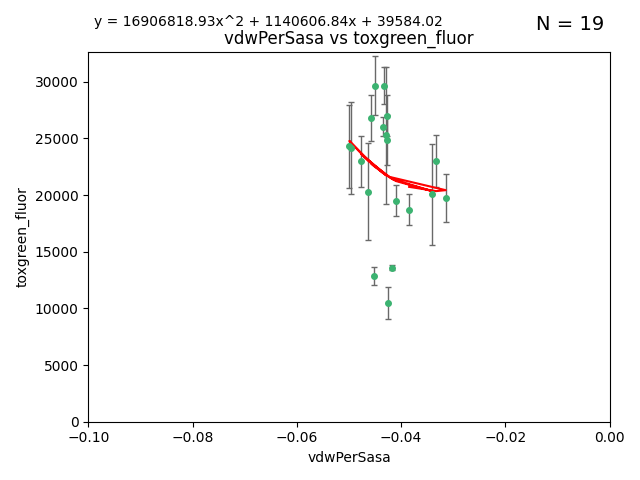 y = 16906818.93x^2 + 1140606.84x + 39584.02
N = 19
vdwPerSasa vs toxgreen_fluor
30000
25000
20000
15000
10000
5000
0
toxgreen_fluor
−0.10
−0.08
−0.06
−0.04
−0.02
0.00
vdwPerSasa